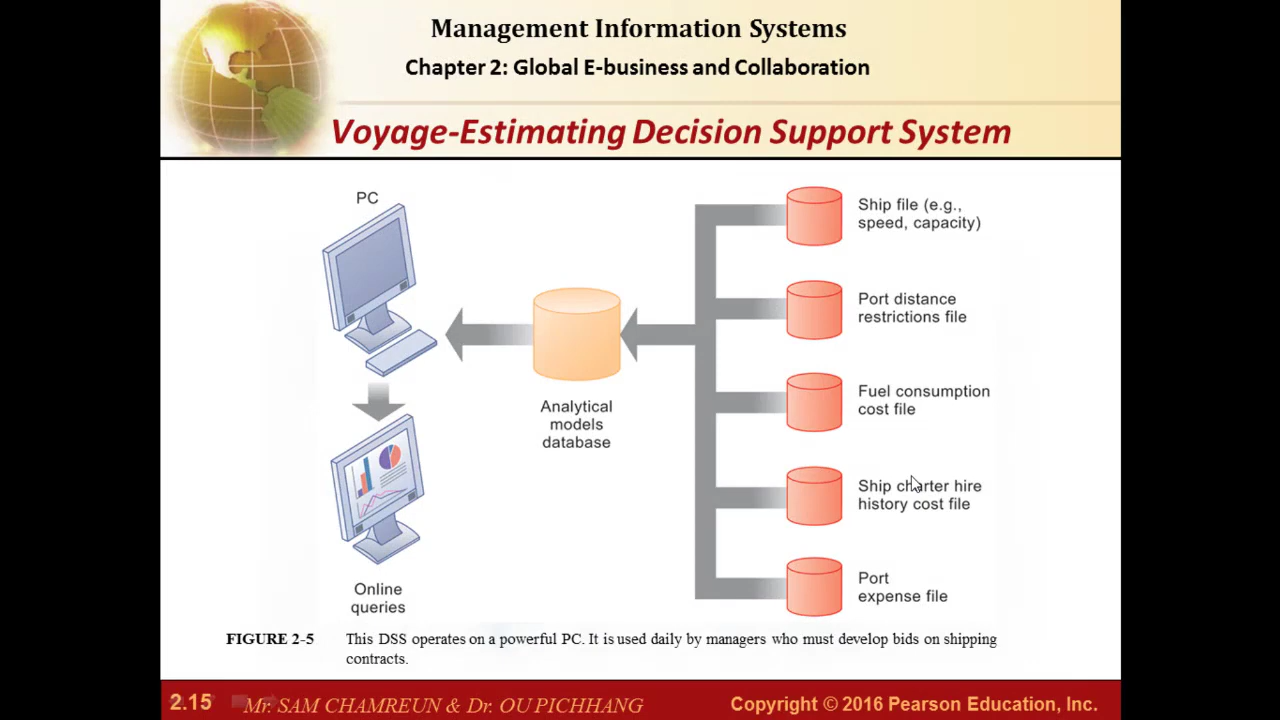 Management Information Systems
Chapter 2: Global E-business and Collaboration
Voyage-Estimating Decision Support System
PC
Ship file (e.g.,
speed, capacity)
Port distance
restrictions file
Fuel consumption
cost file
Analytical
models
database
Ship charter hire
history cost file
Port
expense file
Online
queries
FIGURE 2-5 This DSS operates on a powerful PC. It is used daily by managers who must develop bids on shipping
contracts.
2.15 Mr. SAM CHAMREUN & Dr. OU PICHHANG Copyright © 2016 Pearson Education, Inc.